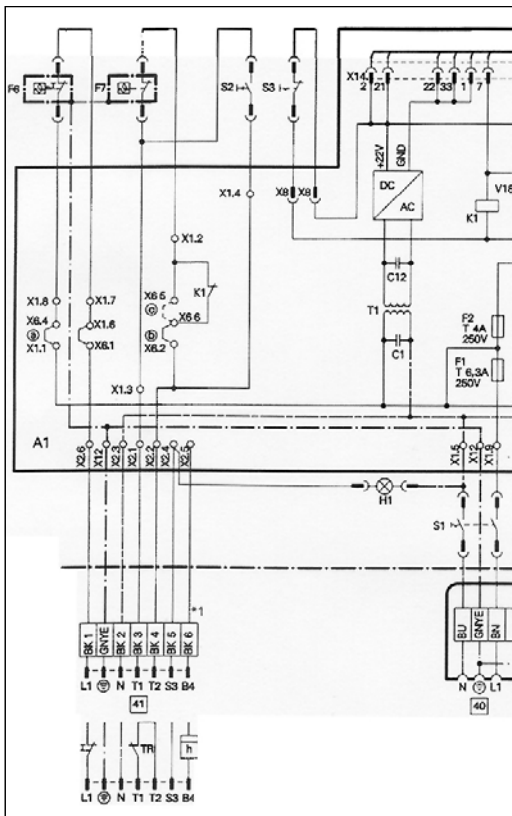 X14
2 21 22 33 1 7
F6
F7
S2
S3
+22V
GND
DC
AC
X8 X8
K1
V18
X1.4
X1.2
C12
T1
C1
K1
X6.5
c
X6.6
b
X6.2
X1.8
X6.4
a
X1.1
X1.7
X1.6
X6.1
X1.3
F2
T 4A
250V
F1
T 6,3A
250V
A1
X2.6 X12 X2.3 X2.1 X2.2 X2.4 X2.5
X1.5 X12 X1.9
H1
S1
*1
BK 1 GNYE BK 2 BK 3 BK 4 BK 5 BK 6
BU GNYE BN
L1 N T1 T2 S3 B4
N L1
41
40
TR
h
L1 N T1 T2 S3 B4